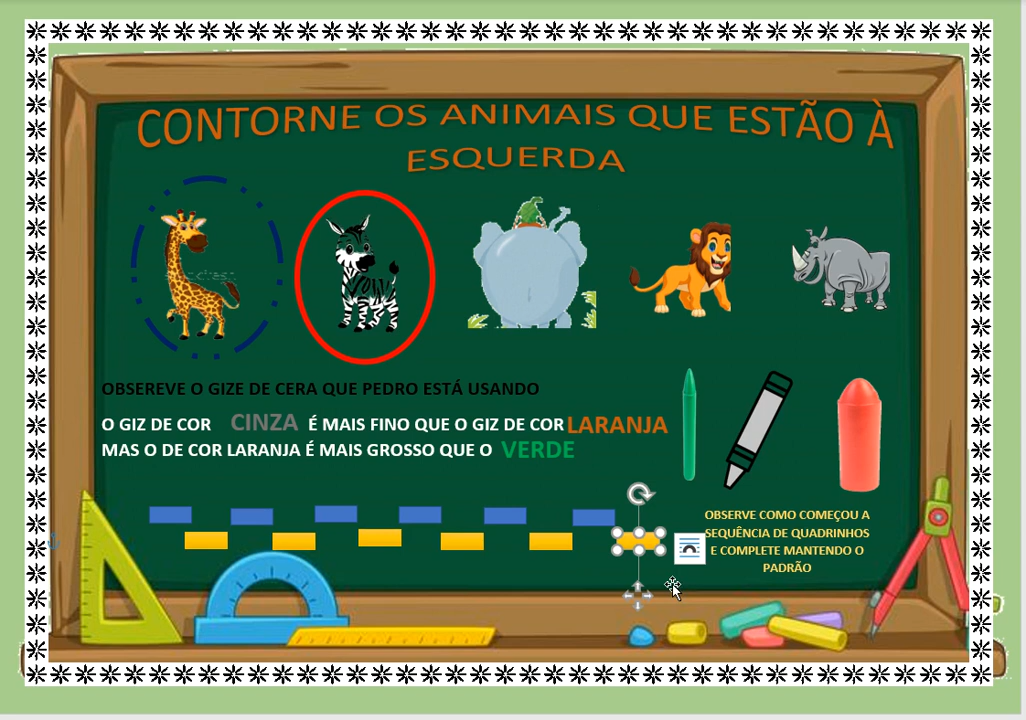 CONTORNE OS ANIMAIS QUE ESTÃO À
ESQUERDA
OBSEREVE O GIZE DE CERA QUE PEDRO ESTÁ USANDO
O GIZ DE COR CINZA É MAIS FINO QUE O GIZ DE COR LARANJA
MAS O DE COR LARANJA É MAIS GROSSO QUE O VERDE
OBSERVE COMO COMEÇOU A
SEQUÊNCIA DE QUADRINHOS
E COMPLETE MANTENDO O
PADRÃO